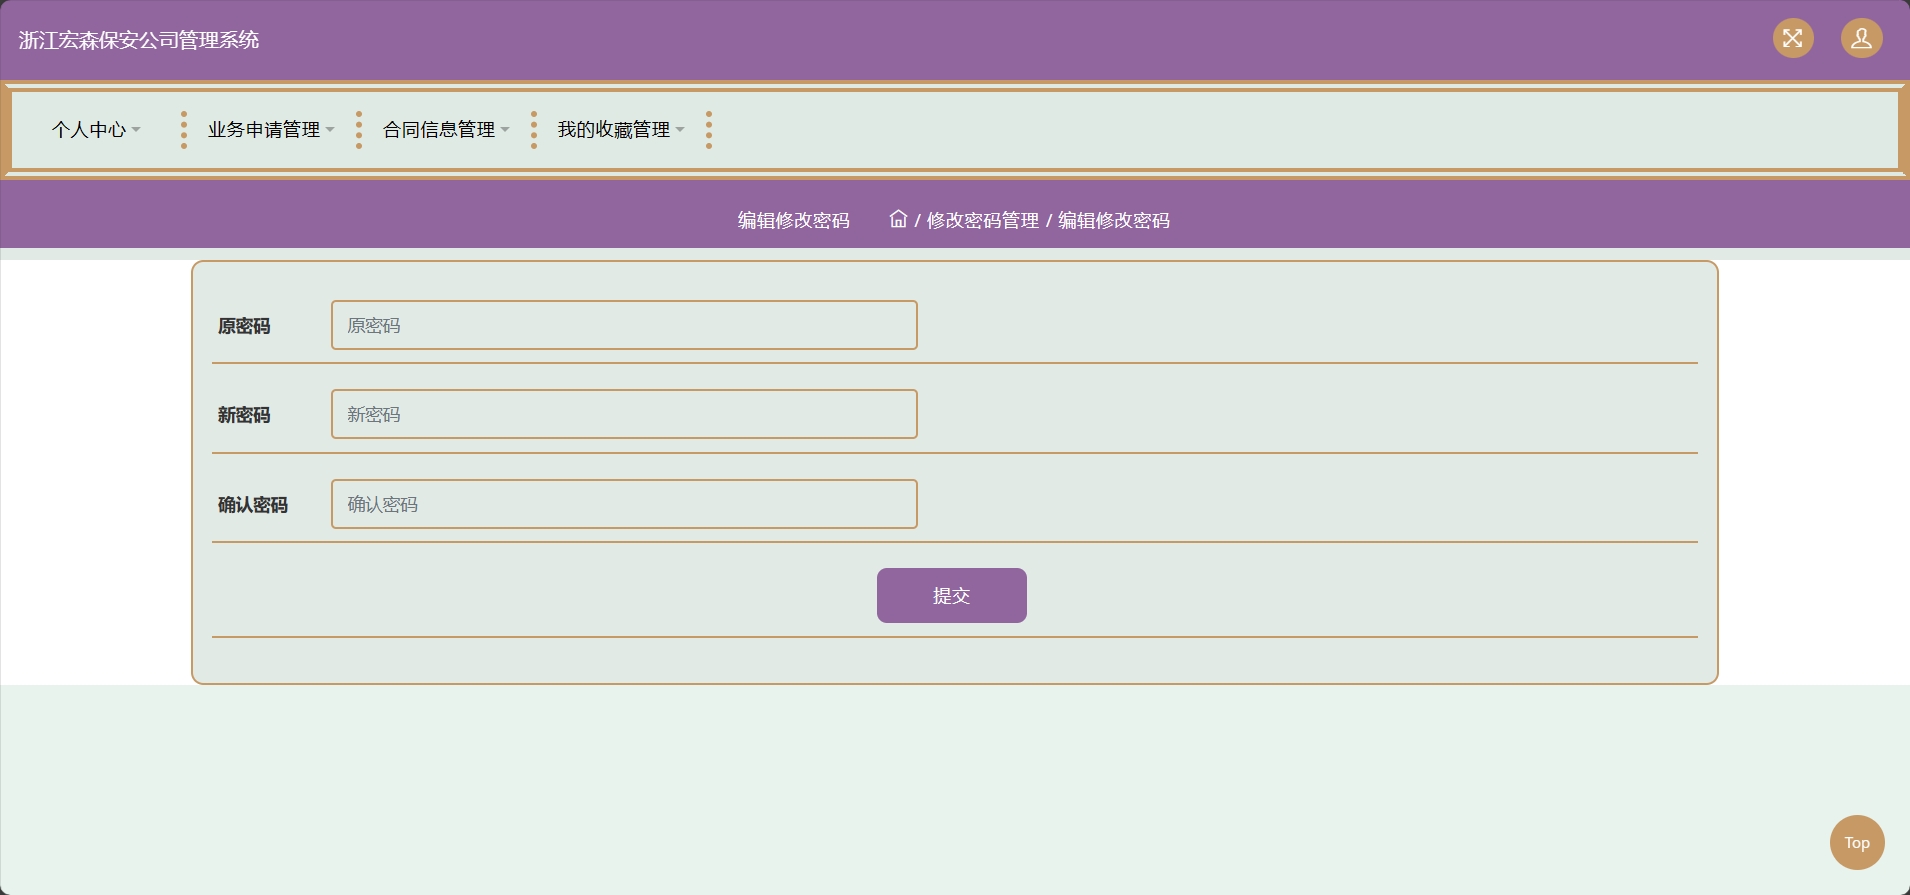 浙江宏森保安公司管理系统
个人中心 业务申请管理 合同信息管理 我的收藏管理
编辑修改密码 / 修改密码管理 / 编辑修改密码
原密码 原密码
新密码 新密码
确认密码 确认密码
提交
Top